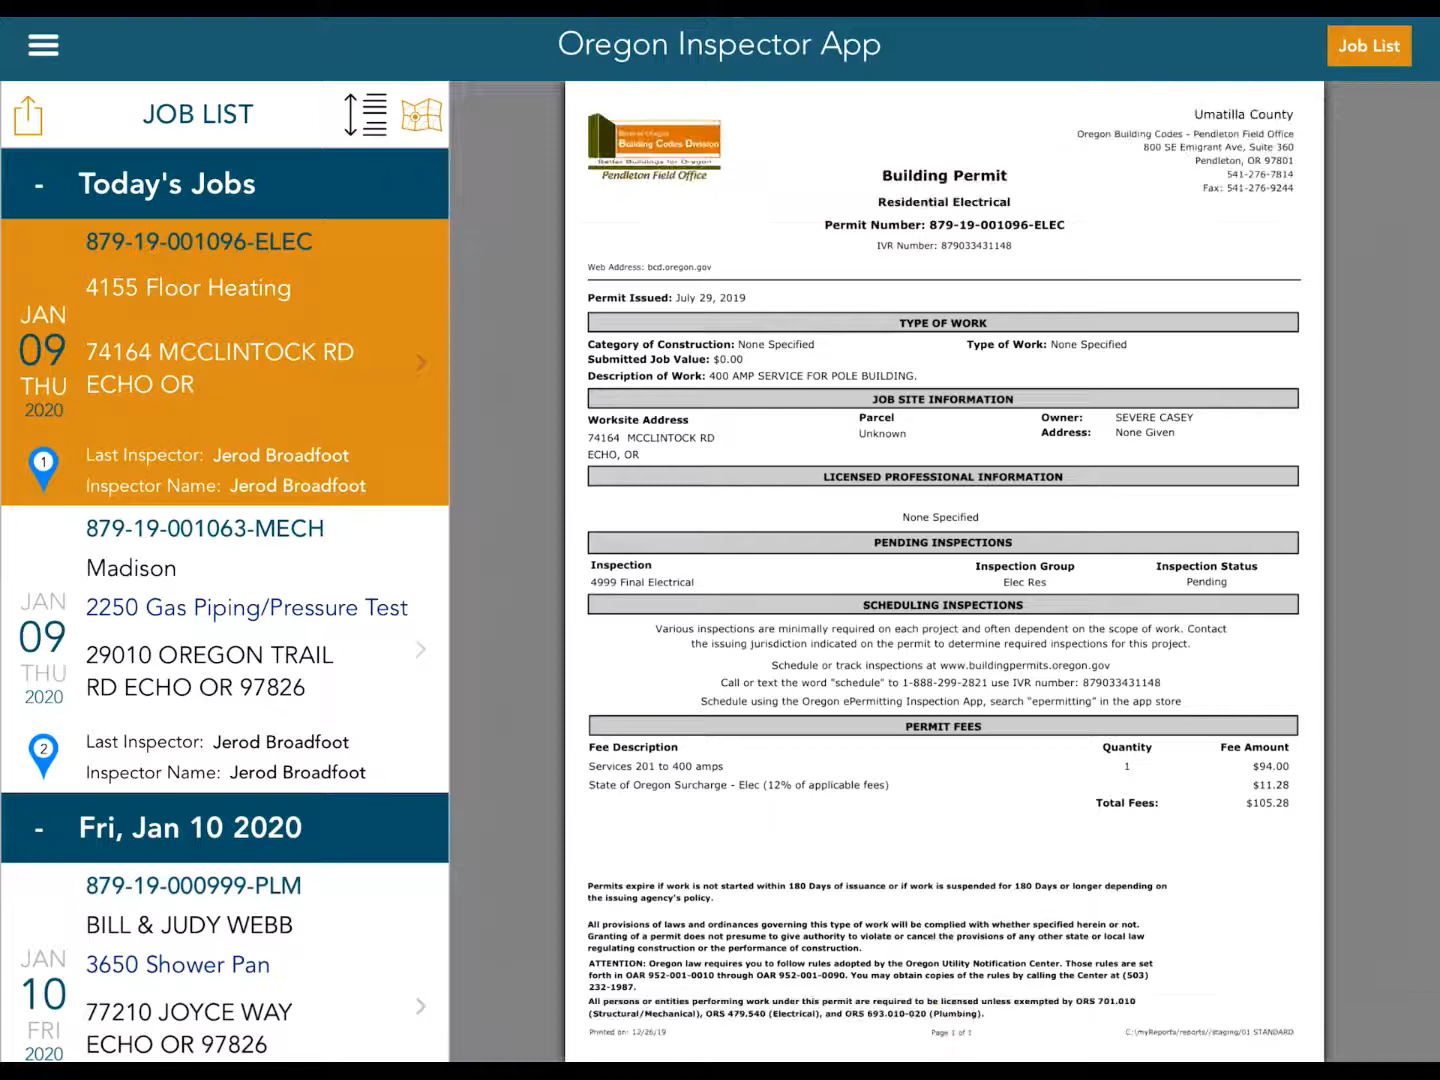 Oregon Inspector App
Job List
JOB LIST
- Today's Jobs
879-19-001096-ELEC
4155 Floor Heating
JAN
09
THU
2020
74164 MCCLINTOCK RD
ECHO OR
1
Last Inspector: Jerod Broadfoot
Inspector Name: Jerod Broadfoot
879-19-001063-MECH
Madison
2250 Gas Piping/Pressure Test
JAN
09
THU
2020
29010 OREGON TRAIL
RD ECHO OR 97826
2
Last Inspector: Jerod Broadfoot
Inspector Name: Jerod Broadfoot
- Fri, Jan 10 2020
879-19-000999-PLM
BILL & JUDY WEBB
3650 Shower Pan
JAN
10
FRI
2020
77210 JOYCE WAY
ECHO OR 97826
Building Codes Division
Better Buildings for Oregon
Pendleton Field Office
Umatilla County
Oregon Building Codes - Pendleton Field Office
800 SE Emigrant Ave, Suite 360
Pendleton, OR 97801
541-276-7814
Fax: 541-276-9244
Building Permit
Residential Electrical
Permit Number: 879-19-001096-ELEC
IVR Number: 879033431148
Web Address: bcd.oregon.gov
Permit Issued: July 29, 2019
TYPE OF WORK
Category of Construction: None Specified Type of Work: None Specified
Submitted Job Value: $0.00
Description of Work: 400 AMP SERVICE FOR POLE BUILDING.
JOB SITE INFORMATION
Worksite Address Parcel Owner: SEVERE CASEY
74164 MCCLINTOCK RD Unknown Address: None Given
ECHO, OR
LICENSED PROFESSIONAL INFORMATION
None Specified
PENDING INSPECTIONS
Inspection Inspection Group Inspection Status
4999 Final Electrical Elec Res Pending
SCHEDULING INSPECTIONS
Various inspections are minimally required on each project and often dependent on the scope of work. Contact
the issuing jurisdiction indicated on the permit to determine required inspections for this project.
Schedule or track inspections at www.buildingpermits.oregon.gov
Call or text the word "schedule" to 1-888-299-2821 use IVR number: 879033431148
Schedule using the Oregon ePermitting Inspection App, search "epermitting" in the app store
PERMIT FEES
Fee Description Quantity Fee Amount
Services 201 to 400 amps 1 $94.00
State of Oregon Surcharge - Elec (12% of applicable fees) $11.28
Total Fees: $105.28
Permits expire if work is not started within 180 Days of issuance or if work is suspended for 180 Days or longer depending on
the issuing agency's policy.
All provisions of laws and ordinances governing this type of work will be complied with whether specified herein or not.
Granting of a permit does not presume to give authority to violate or cancel the provisions of any other state or local law
regulating construction or the performance of construction.
ATTENTION: Oregon law requires you to follow rules adopted by the Oregon Utility Notification Center. Those rules are set
forth in OAR 952-001-0010 through OAR 952-001-0090. You may obtain copies of the rules by calling the Center at (503)
232-1987.
All persons or entities performing work under this permit are required to be licensed unless exempted by ORS 701.010
(Structural/Mechanical), ORS 479.540 (Electrical), and ORS 693.010-020 (Plumbing).
Printed on: 12/26/19 Page 1 of 1 C:\myReports/reports//staging/01 STANDARD